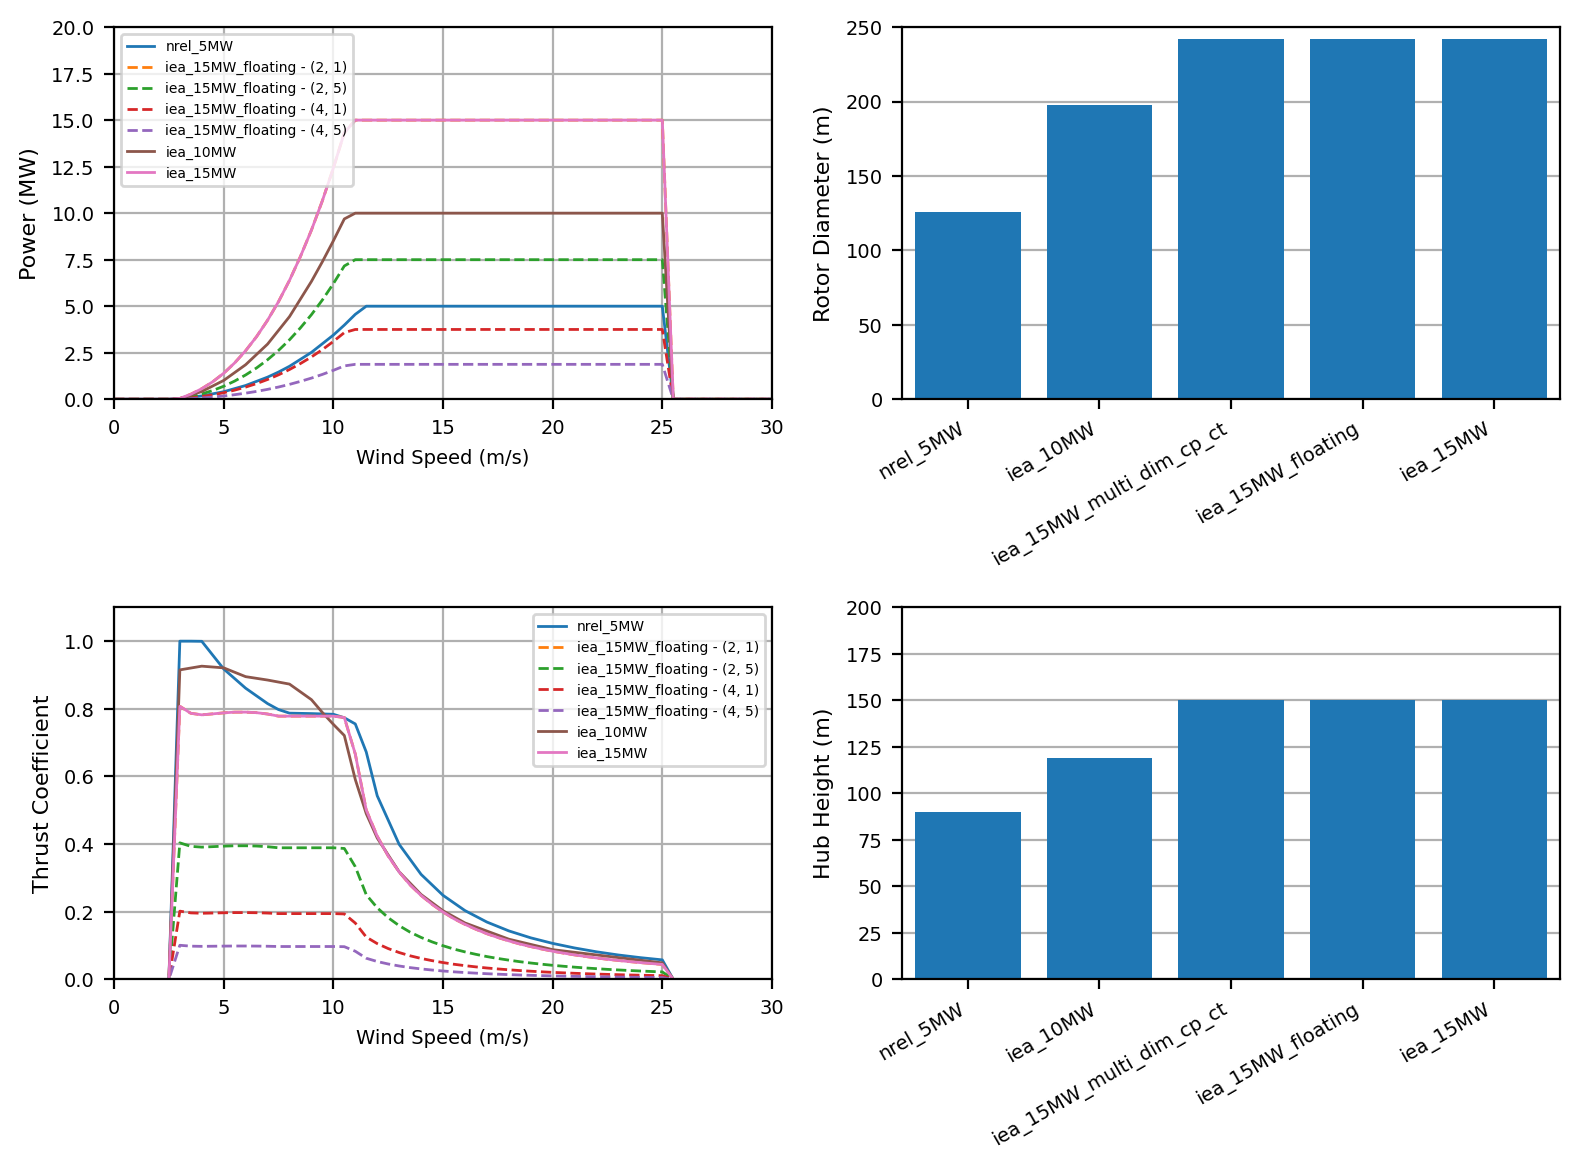 20.0
17.5
15.0
12.5
10.0
7.5
5.0
2.5
0.0
Power (MW)
nrel_5MW
iea_15MW_floating - (2, 1)
iea_15MW_floating - (2, 5)
iea_15MW_floating - (4, 1)
iea_15MW_floating - (4, 5)
iea_10MW
iea_15MW
0 5 10 15 20 25 30
Wind Speed (m/s)
250
200
150
100
50
0
Rotor Diameter (m)
nrel_5MW
iea_10MW
iea_15MW_multi_dim_cp_ct
iea_15MW_floating
iea_15MW
1.0
0.8
0.6
0.4
0.2
0.0
Thrust Coefficient
nrel_5MW
iea_15MW_floating - (2, 1)
iea_15MW_floating - (2, 5)
iea_15MW_floating - (4, 1)
iea_15MW_floating - (4, 5)
iea_10MW
iea_15MW
0 5 10 15 20 25 30
Wind Speed (m/s)
200
175
150
125
100
75
50
25
0
Hub Height (m)
nrel_5MW
iea_10MW
iea_15MW_multi_dim_cp_ct
iea_15MW_floating
iea_15MW